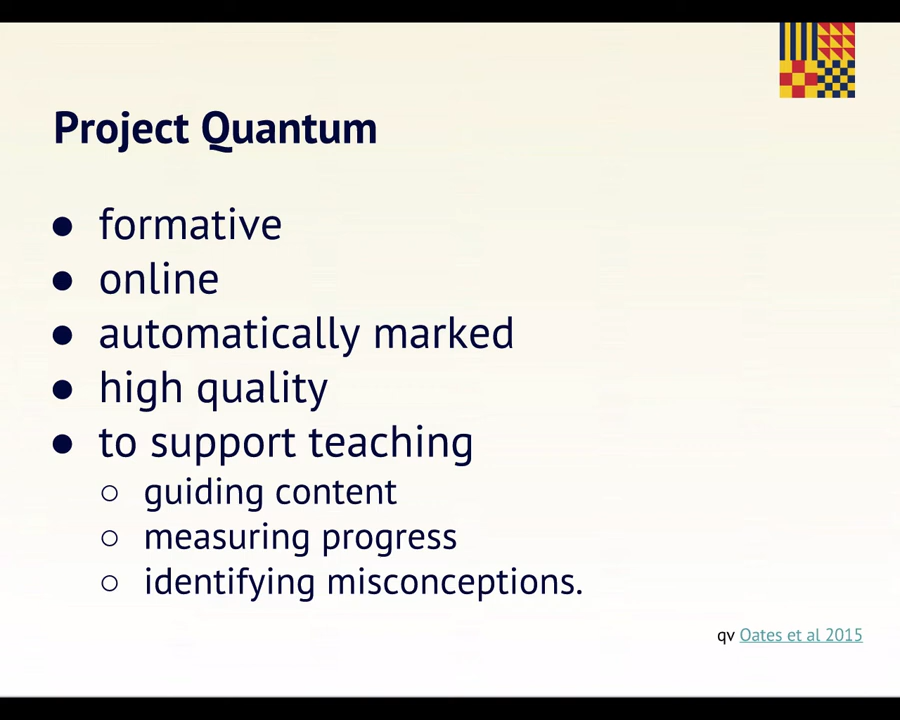 Project Quantum
● formative
● online
● automatically marked
● high quality
● to support teaching
○ guiding content
○ measuring progress
○ identifying misconceptions.
qv Oates et al 2015